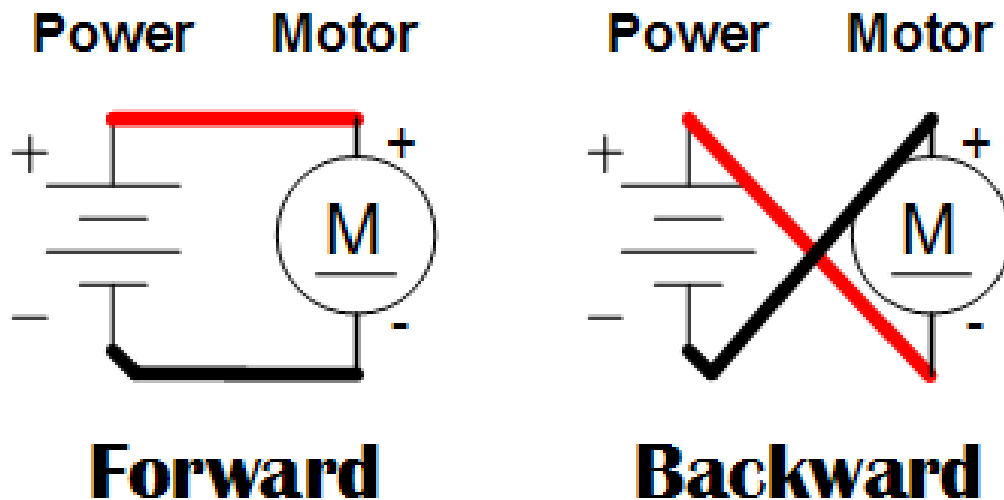 Power Motor Power Motor
+ + + +
M M
− - − -
Forward Backward